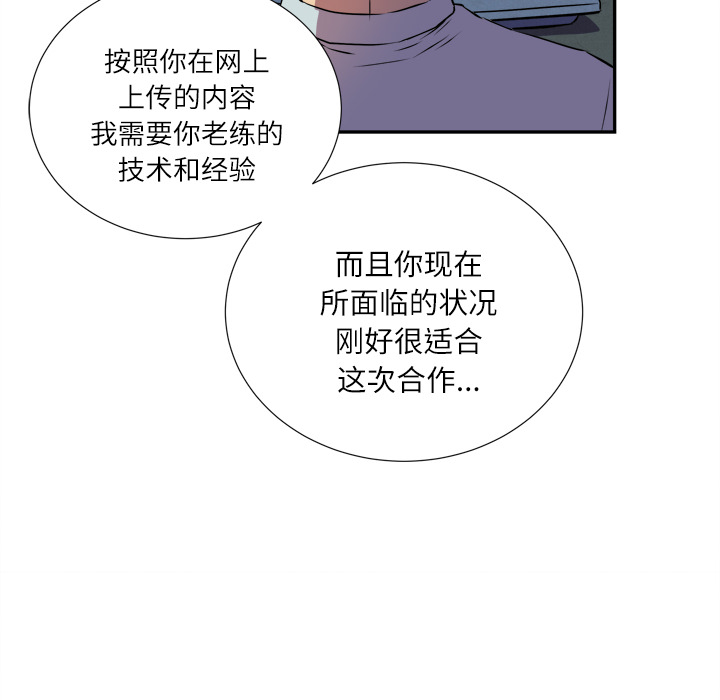 按照你在网上
上传的内容
我需要你老练的
技术和经验
而且你现在
所面临的状况
刚好很适合
这次合作...